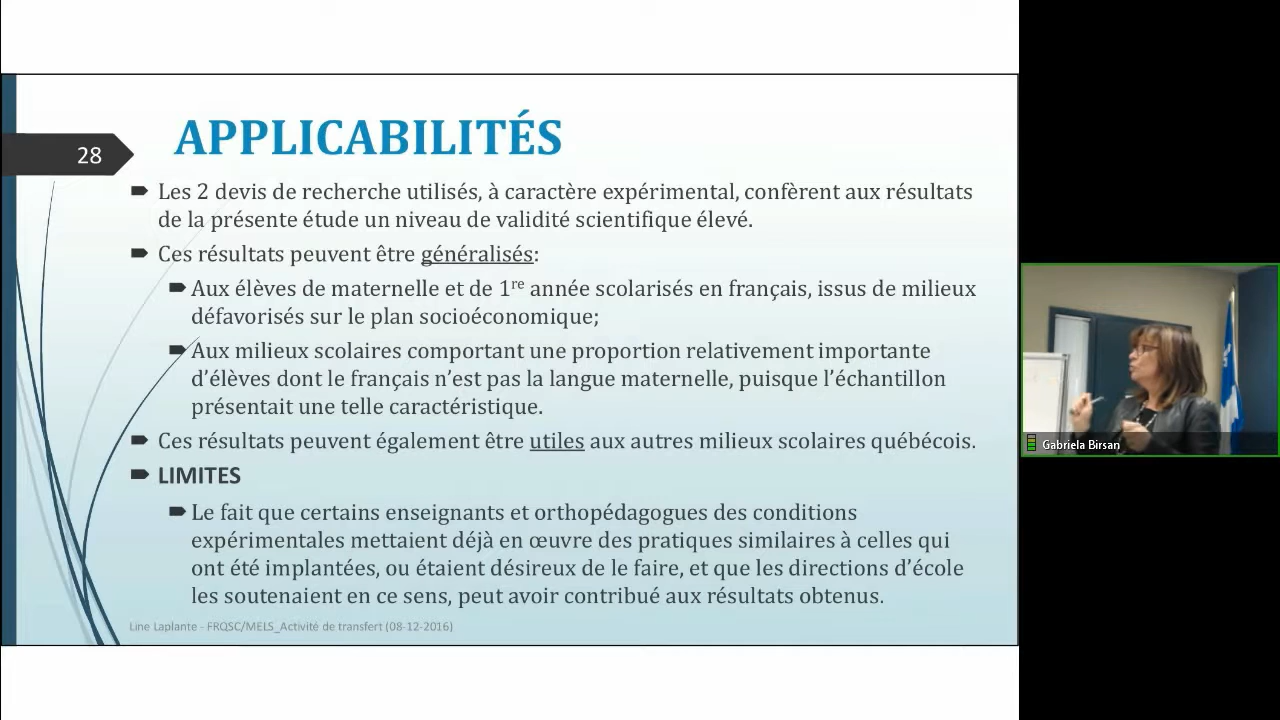 APPLICABILITÉS
28
Les 2 devis de recherche utilisés, à caractère expérimental, confèrent aux résultats
de la présente étude un niveau de validité scientifique élevé.
Ces résultats peuvent être généralisés:
Aux élèves de maternelle et de 1re année scolarisés en français, issus de milieux
défavorisés sur le plan socioéconomique;
Aux milieux scolaires comportant une proportion relativement importante
d’élèves dont le français n’est pas la langue maternelle, puisque l’échantillon
présentait une telle caractéristique.
Ces résultats peuvent également être utiles aux autres milieux scolaires québécois.
LIMITES
Le fait que certains enseignants et orthopédagogues des conditions
expérimentales mettaient déjà en œuvre des pratiques similaires à celles qui
ont été implantées, ou étaient désireux de le faire, et que les directions d’école
les soutenaient en ce sens, peut avoir contribué aux résultats obtenus.
Line Laplante - FRQSC/MELS_Activité de transfert (08-12-2016)
Gabriela Birsan